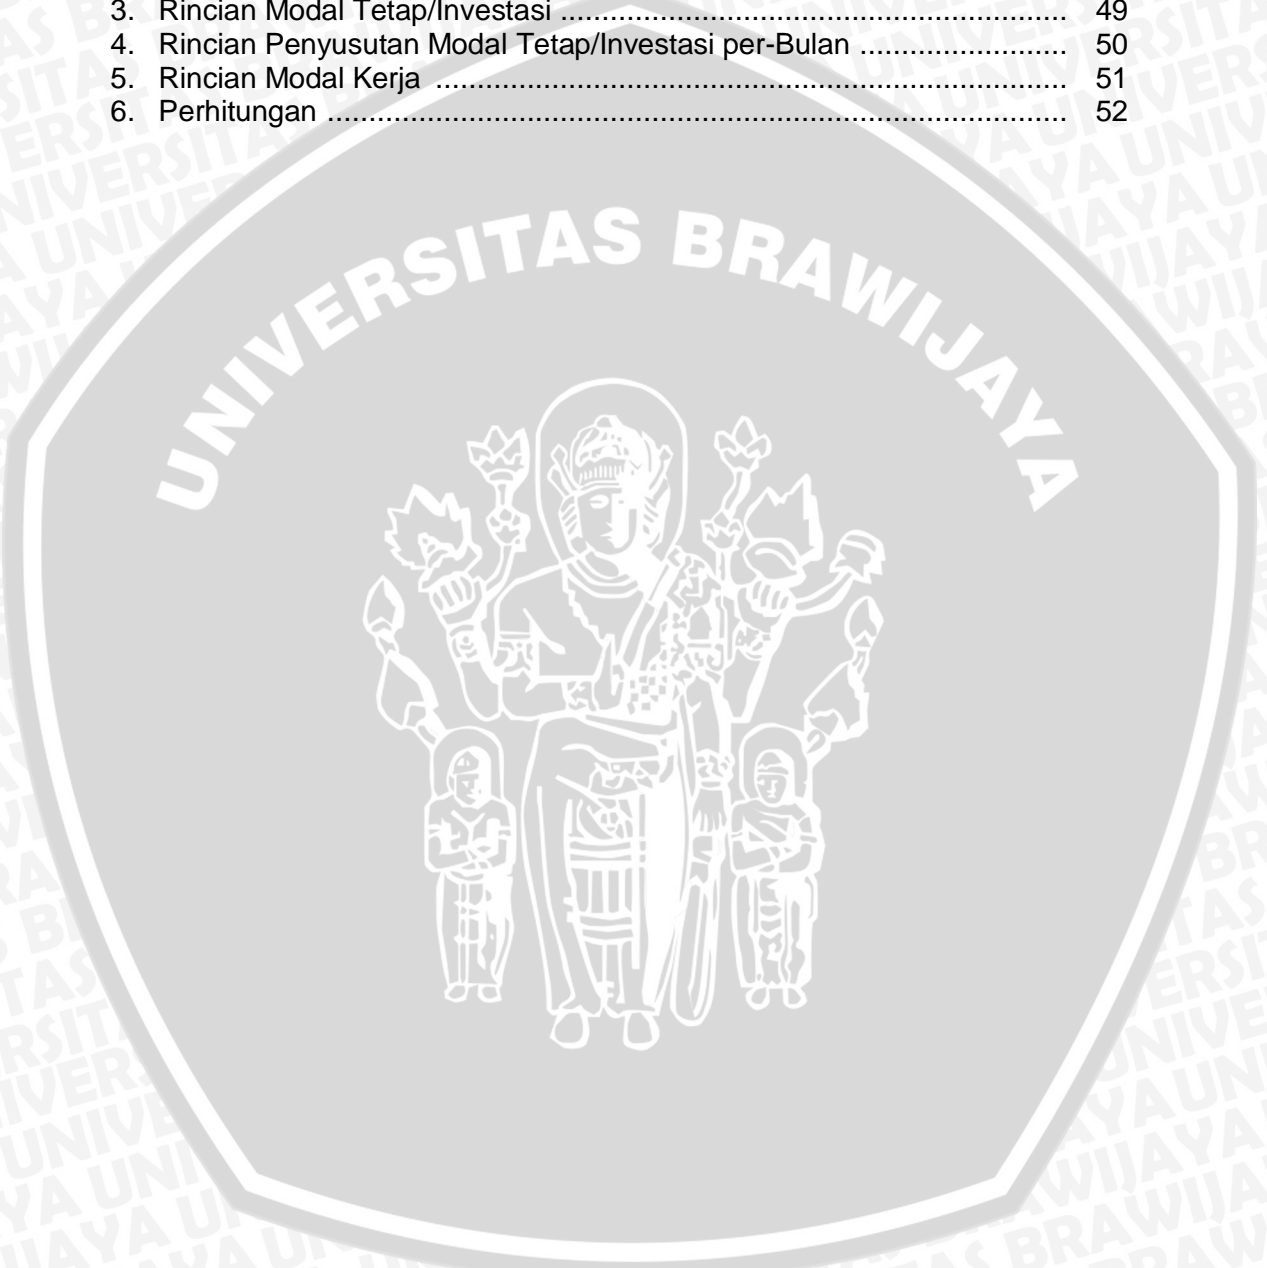 3. Rincian Modal Tetap/Investasi .............................................................. 49
4. Rincian Penyusutan Modal Tetap/Investasi per-Bulan ......................... 50
5. Rincian Modal Kerja ............................................................................. 51
6. Perhitungan .......................................................................................... 52
UNIVERSITAS BRAWIJAYA